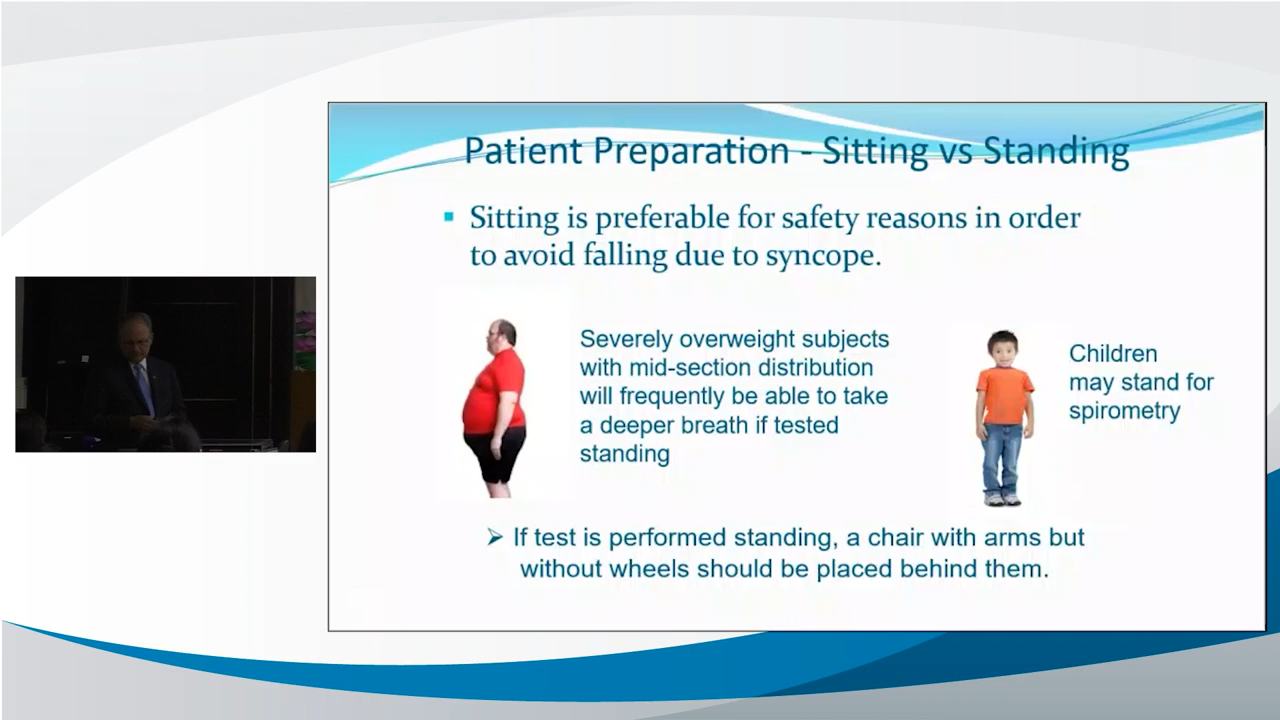 Patient Preparation - Sitting vs Standing
Sitting is preferable for safety reasons in order
to avoid falling due to syncope.
Severely overweight subjects
with mid-section distribution
will frequently be able to take
a deeper breath if tested
standing
Children
may stand for
spirometry
If test is performed standing, a chair with arms but
without wheels should be placed behind them.